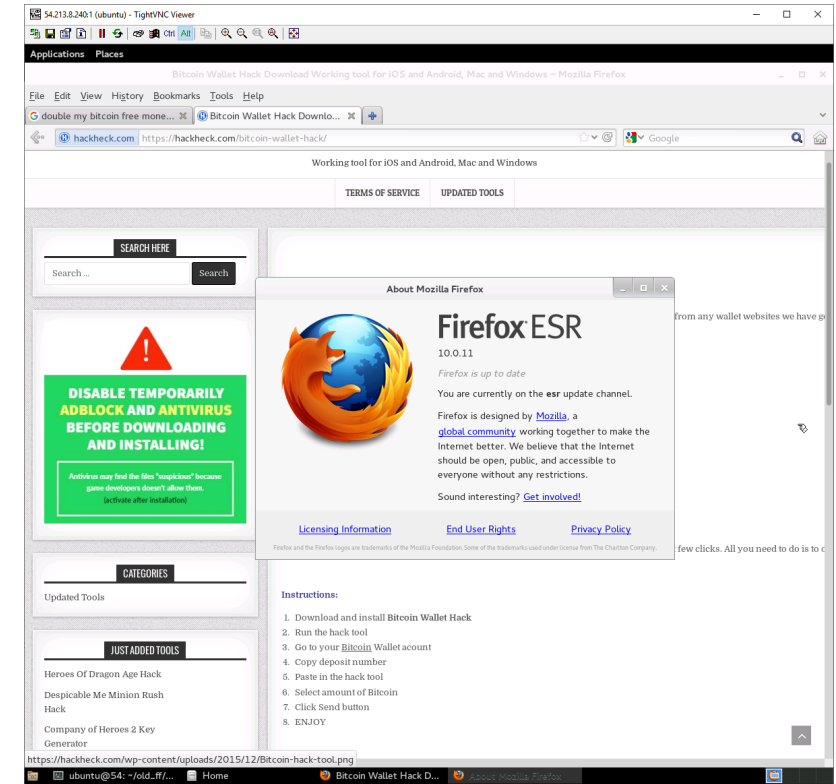 54.213.8.240:1 (ubuntu) - TightVNC Viewer
Ctrl Alt
Applications Places
Bitcoin Wallet Hack Download Working tool for iOS and Android, Mac and Windows – Mozilla Firefox
File Edit View History Bookmarks Tools Help
double my bitcoin free mone... Bitcoin Wallet Hack Downlo...
hackheck.com https://hackheck.com/bitcoin-wallet-hack/ Google
Working tool for iOS and Android, Mac and Windows
TERMS OF SERVICE UPDATED TOOLS
SEARCH HERE
Search ... Search
DISABLE TEMPORARILY
ADBLOCK AND ANTIVIRUS
BEFORE DOWNLOADING
AND INSTALLING!
Antivirus may find the files "suspicious" because
game developers doesn't allow them.
(activate after installation)
CATEGORIES
Updated Tools
JUST ADDED TOOLS
Heroes Of Dragon Age Hack
Despicable Me Minion Rush
Hack
Company of Heroes 2 Key
Generator
About Mozilla Firefox
Firefox ESR
10.0.11
Firefox is up to date
You are currently on the esr update channel.
Firefox is designed by Mozilla, a
global community working together to make the
Internet better. We believe that the Internet
should be open, public, and accessible to
everyone without any restrictions.
Sound interesting? Get involved!
Licensing Information End User Rights Privacy Policy
Firefox and the Firefox logos are trademarks of the Mozilla Foundation. Some of the trademarks used under license from The Charlton Company.
from any wallet websites we have
few clicks. All you need to do is to
Instructions:
1. Download and install Bitcoin Wallet Hack
2. Run the hack tool
3. Go to your Bitcoin Wallet acount
4. Copy deposit number
5. Paste in the hack tool
6. Select amount of Bitcoin
7. Click Send button
8. ENJOY
https://hackheck.com/wp-content/uploads/2015/12/Bitcoin-hack-tool.png
ubuntu@54: ~/old_ff/... Home Bitcoin Wallet Hack D... About Mozilla Firefox